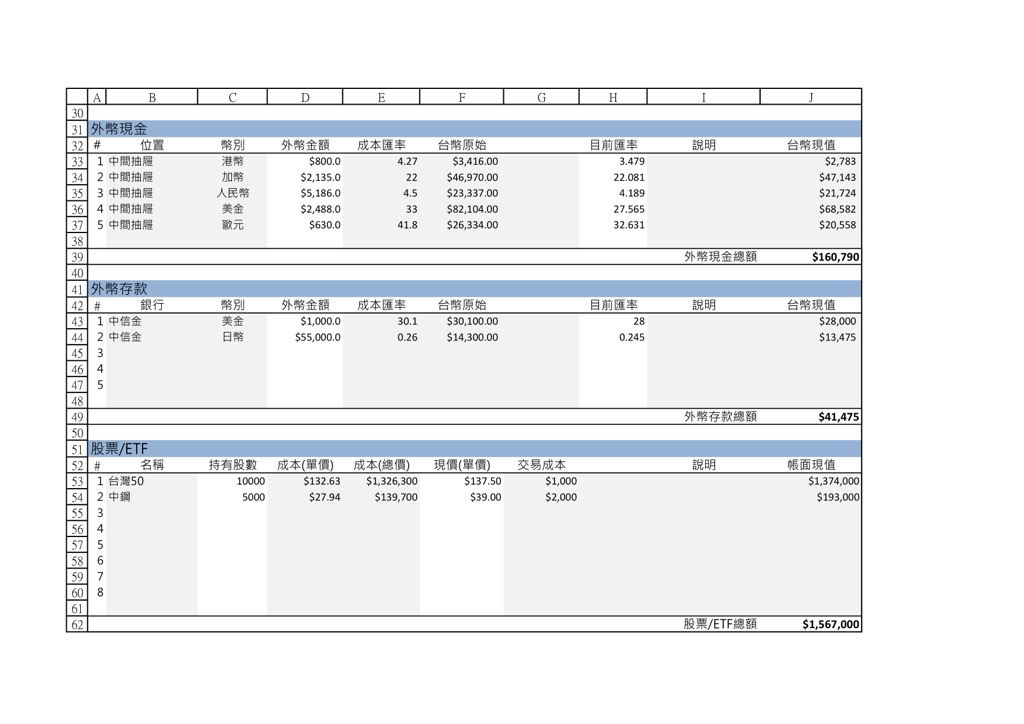 A B C D E F G H I J
30
31 外幣現金
32 # 位置 幣別 外幣金額 成本匯率 台幣原始 目前匯率 說明 台幣現值
33 1 中間抽屜 港幣 $800.0 4.27 $3,416.00 3.479 $2,783
34 2 中間抽屜 加幣 $2,135.0 22 $46,970.00 22.081 $47,143
35 3 中間抽屜 人民幣 $5,186.0 4.5 $23,337.00 4.189 $21,724
36 4 中間抽屜 美金 $2,488.0 33 $82,104.00 27.565 $68,582
37 5 中間抽屜 歐元 $630.0 41.8 $26,334.00 32.631 $20,558
38
39 外幣現金總額 $160,790
40
41 外幣存款
42 # 銀行 幣別 外幣金額 成本匯率 台幣原始 目前匯率 說明 台幣現值
43 1 中信金 美金 $1,000.0 30.1 $30,100.00 28 $28,000
44 2 中信金 日幣 $55,000.0 0.26 $14,300.00 0.245 $13,475
45 3
46 4
47 5
48
49 外幣存款總額 $41,475
50
51 股票/ETF
52 # 名稱 持有股數 成本(單價) 成本(總價) 現價(單價) 交易成本 說明 帳面現值
53 1 台灣50 10000 $132.63 $1,326,300 $137.50 $1,000 $1,374,000
54 2 中鋼 5000 $27.94 $139,700 $39.00 $2,000 $193,000
55 3
56 4
57 5
58 6
59 7
60 8
61
62 股票/ETF總額 $1,567,000